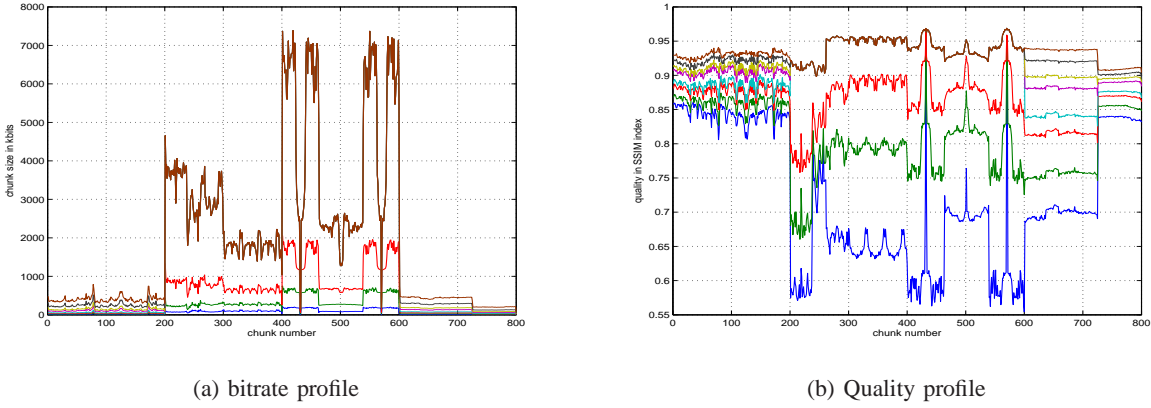 8000
7000
6000
5000
4000
3000
2000
1000
0
chunk size in kbits
0 100 200 300 400 500 600 700 800
chunk number
(a) bitrate profile
1
0.95
0.9
0.85
0.8
0.75
0.7
0.65
0.6
0.55
quality in SSIM index
0 100 200 300 400 500 600 700 800
chunk number
(b) Quality profile